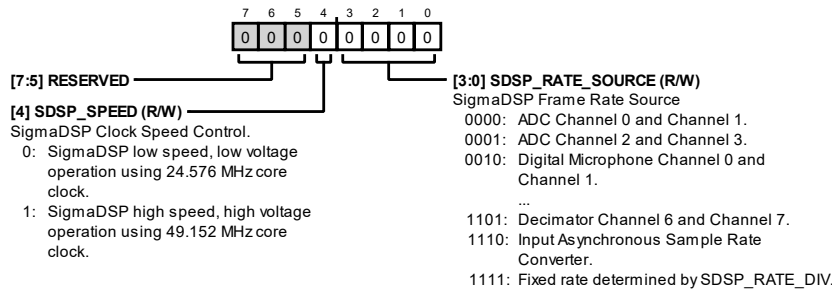 7 6 5 4 3 2 1 0
0 0 0 0 0 0 0 0
[7:5] RESERVED
[4] SDSP_SPEED (R/W)
SigmaDSP Clock Speed Control.
0: SigmaDSP low speed, low voltage
operation using 24.576 MHz core
clock.
1: SigmaDSP high speed, high voltage
operation using 49.152 MHz core
clock.
[3:0] SDSP_RATE_SOURCE (R/W)
SigmaDSP Frame Rate Source
0000: ADC Channel 0 and Channel 1.
0001: ADC Channel 2 and Channel 3.
0010: Digital Microphone Channel 0 and
Channel 1.
...
1101: Decimator Channel 6 and Channel 7.
1110: Input Asynchronous Sample Rate
Converter.
1111: Fixed rate determined by SDSP_RATE_DIV.